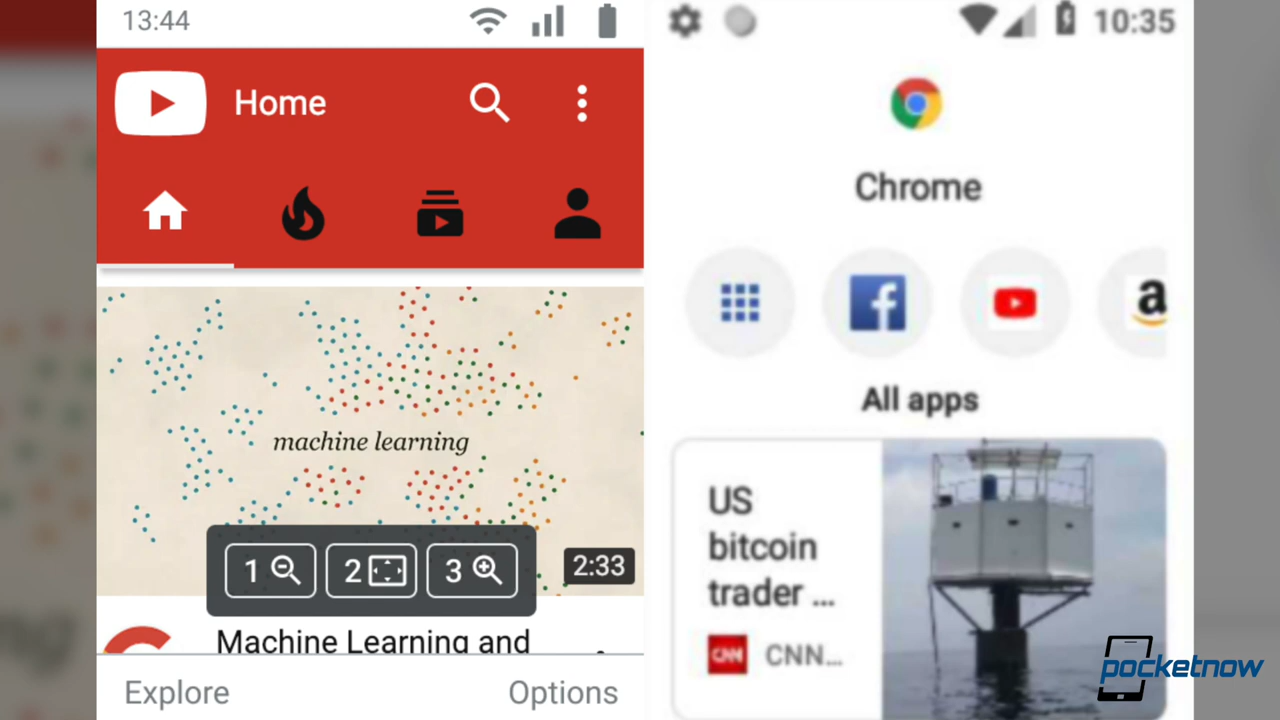 13:44
Home
machine learning
1
2
3
2:33
Machine Learning and
Explore
Options
10:35
Chrome
f
a
All apps
US
bitcoin
trader ...
CNN
CNN...
pocketnow